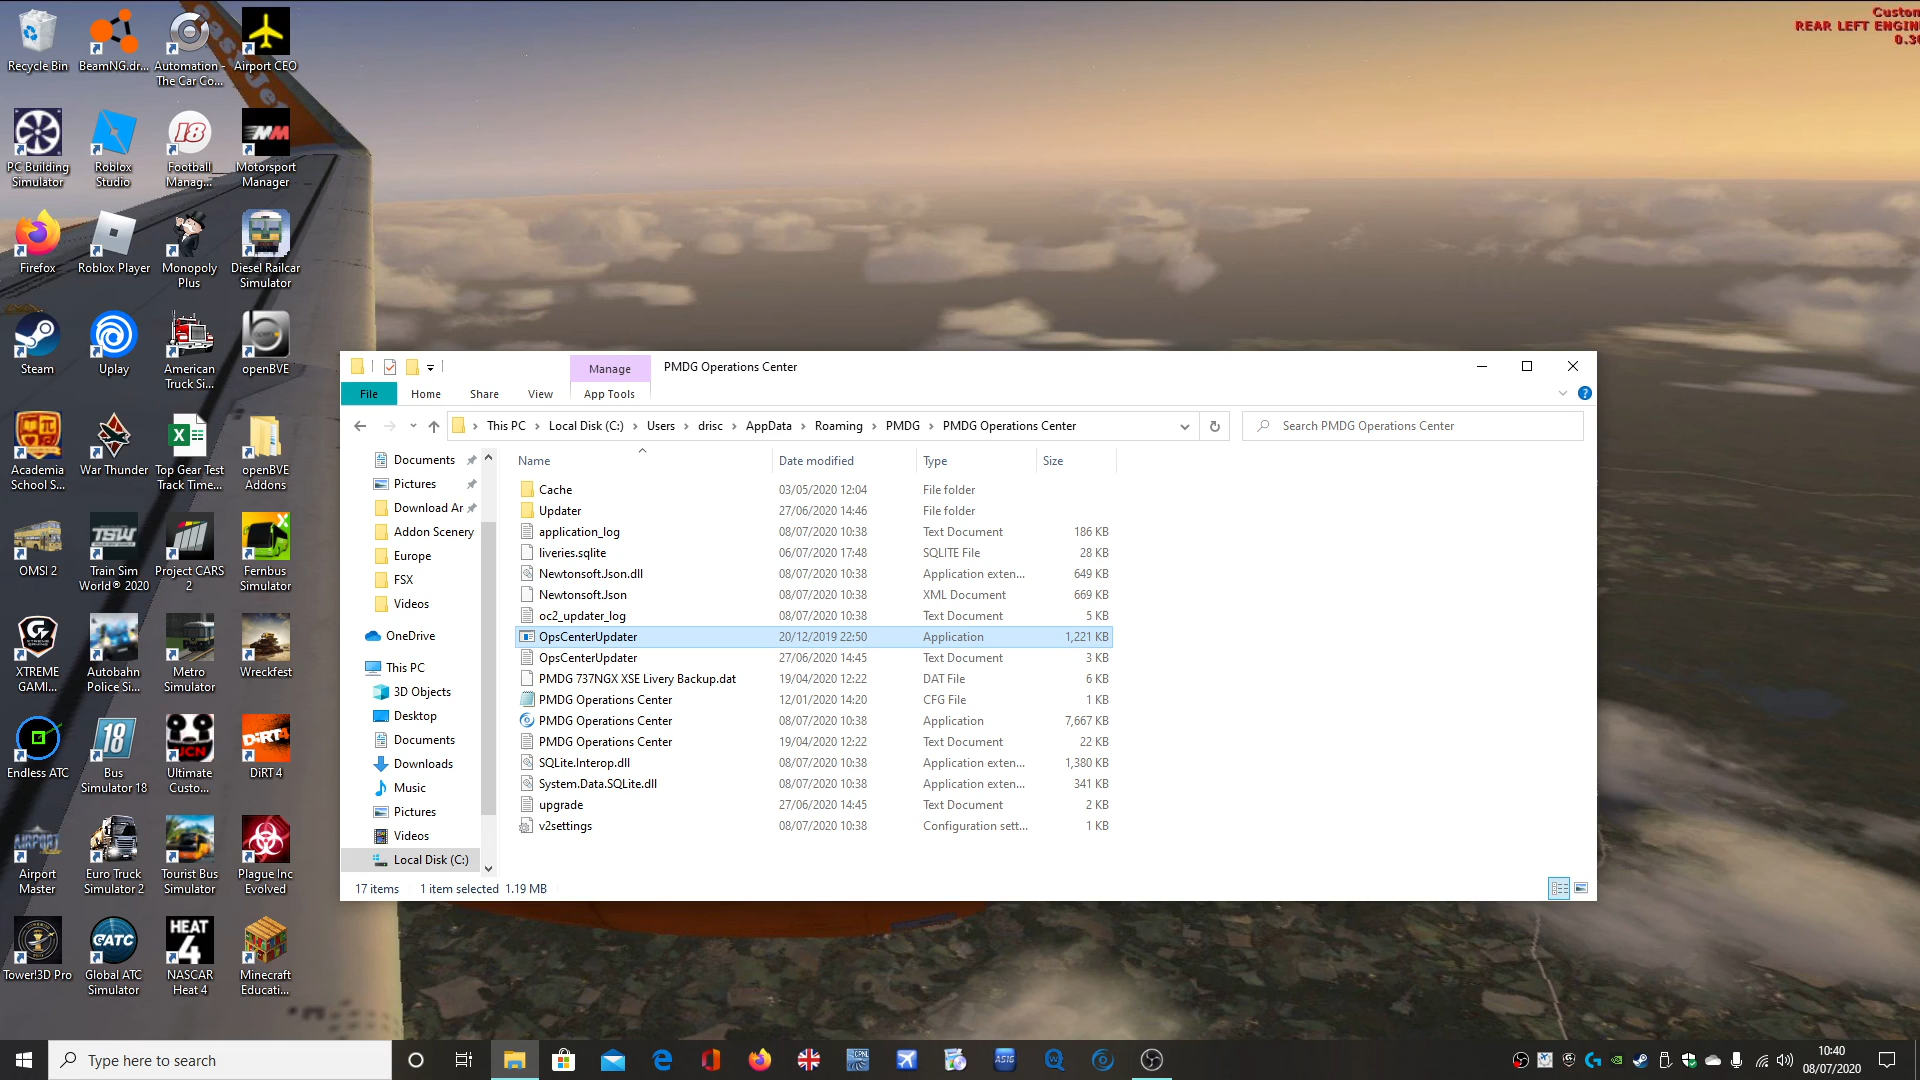 Custom
REAR LEFT ENGIN
0.30
Recycle Bin
BeamNG.dr...
Automation -
The Car Co...
Airport CEO
PC Building
Simulator
Roblox
Studio
Football
Manag...
Motorsport
Manager
Firefox
Roblox Player
Monopoly
Plus
Diesel Railcar
Simulator
Steam
Uplay
American
Truck Si...
openBVE
Academia
School S...
War Thunder
Top Gear Test
Track Time...
openBVE
Addons
OMSI 2
Train Sim
World® 2020
Project CARS
2
Fernbus
Simulator
XTREME
GAMI...
Autobahn
Police Si...
Metro
Simulator
Wreckfest
Endless ATC
Bus
Simulator 18
Ultimate
Custo...
DiRT 4
Airport
Master
Euro Truck
Simulator 2
Tourist Bus
Simulator
Plague Inc
Evolved
Tower!3D Pro
Global ATC
Simulator
NASCAR
Heat 4
Minecraft
Educati...
Manage
PMDG Operations Center
File
Home
Share
View
App Tools
This PC > Local Disk (C:) > Users > drisc > AppData > Roaming > PMDG > PMDG Operations Center
Search PMDG Operations Center
Documents
Pictures
Download Ar
Addon Scenery
Europe
FSX
Videos
OneDrive
This PC
3D Objects
Desktop
Documents
Downloads
Music
Pictures
Videos
Local Disk (C:)
Name Date modified Type Size
Cache 03/05/2020 12:04 File folder
Updater 27/06/2020 14:46 File folder
application_log 08/07/2020 10:38 Text Document 186 KB
liveries.sqlite 06/07/2020 17:48 SQLITE File 28 KB
Newtonsoft.Json.dll 08/07/2020 10:38 Application exten... 649 KB
Newtonsoft.Json 08/07/2020 10:38 XML Document 669 KB
oc2_updater_log 08/07/2020 10:38 Text Document 5 KB
OpsCenterUpdater 20/12/2019 22:50 Application 1,221 KB
OpsCenterUpdater 27/06/2020 14:45 Text Document 3 KB
PMDG 737NGX XSE Livery Backup.dat 19/04/2020 12:22 DAT File 6 KB
PMDG Operations Center 12/01/2020 14:20 CFG File 1 KB
PMDG Operations Center 08/07/2020 10:38 Application 7,667 KB
PMDG Operations Center 19/04/2020 12:22 Text Document 22 KB
SQLite.Interop.dll 08/07/2020 10:38 Application exten... 1,380 KB
System.Data.SQLite.dll 08/07/2020 10:38 Application exten... 341 KB
upgrade 27/06/2020 14:45 Text Document 2 KB
v2settings 08/07/2020 10:38 Configuration sett... 1 KB
17 items 1 item selected 1.19 MB
Type here to search
10:40
08/07/2020